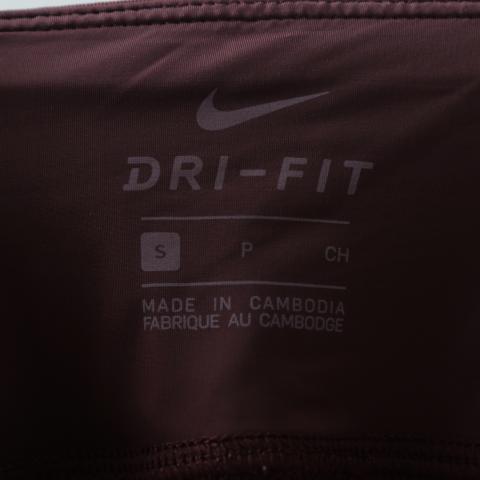 DRI-FIT
S P CH
MADE IN CAMBODIA
FABRIQUE AU CAMBODGE